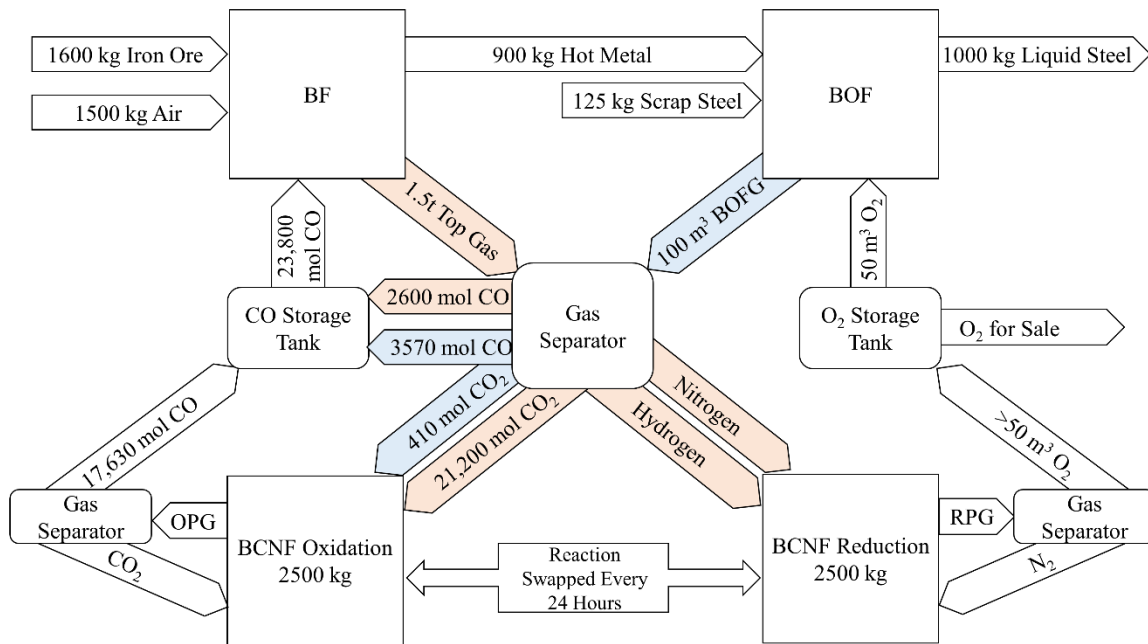 1600 kg Iron Ore
1500 kg Air
BF
900 kg Hot Metal
125 kg Scrap Steel
BOF
1000 kg Liquid Steel
23,800
mol CO
1.5t Top Gas
100 m³ BOFG
50 m³ O₂
CO Storage
Tank
2600 mol CO
3570 mol CO
Gas
Separator
O₂ Storage
Tank
O₂ for Sale
17,630 mol CO
410 mol CO₂
21,200 mol CO₂
Nitrogen
Hydrogen
>50 m³ O₂
Gas
Separator
OPG
CO₂
BCNF Oxidation
2500 kg
Reaction
Swapped Every
24 Hours
BCNF Reduction
2500 kg
RPG
Gas
Separator
N₂